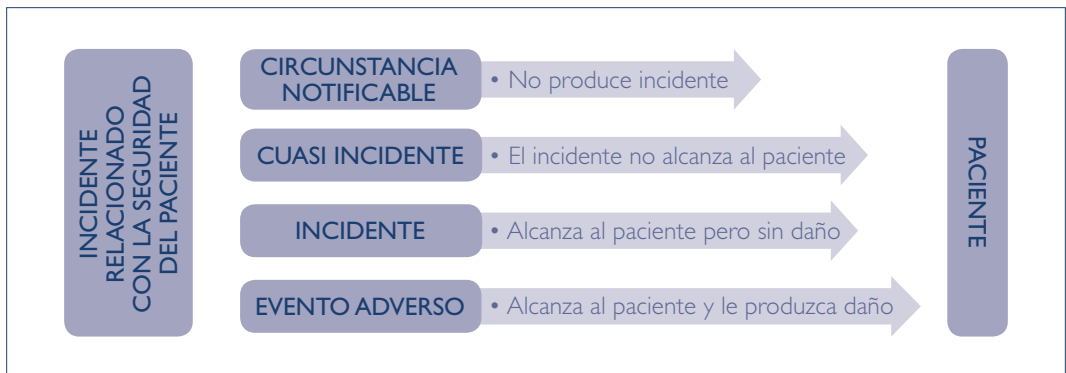 INCIDENTE
RELACIONADO
CON LA SEGURIDAD
DEL PACIENTE
CIRCUNSTANCIA
NOTIFICABLE
• No produce incidente
CUASI INCIDENTE
• El incidente no alcanza al paciente
INCIDENTE
• Alcanza al paciente pero sin daño
EVENTO ADVERSO
• Alcanza al paciente y le produzca daño
PACIENTE